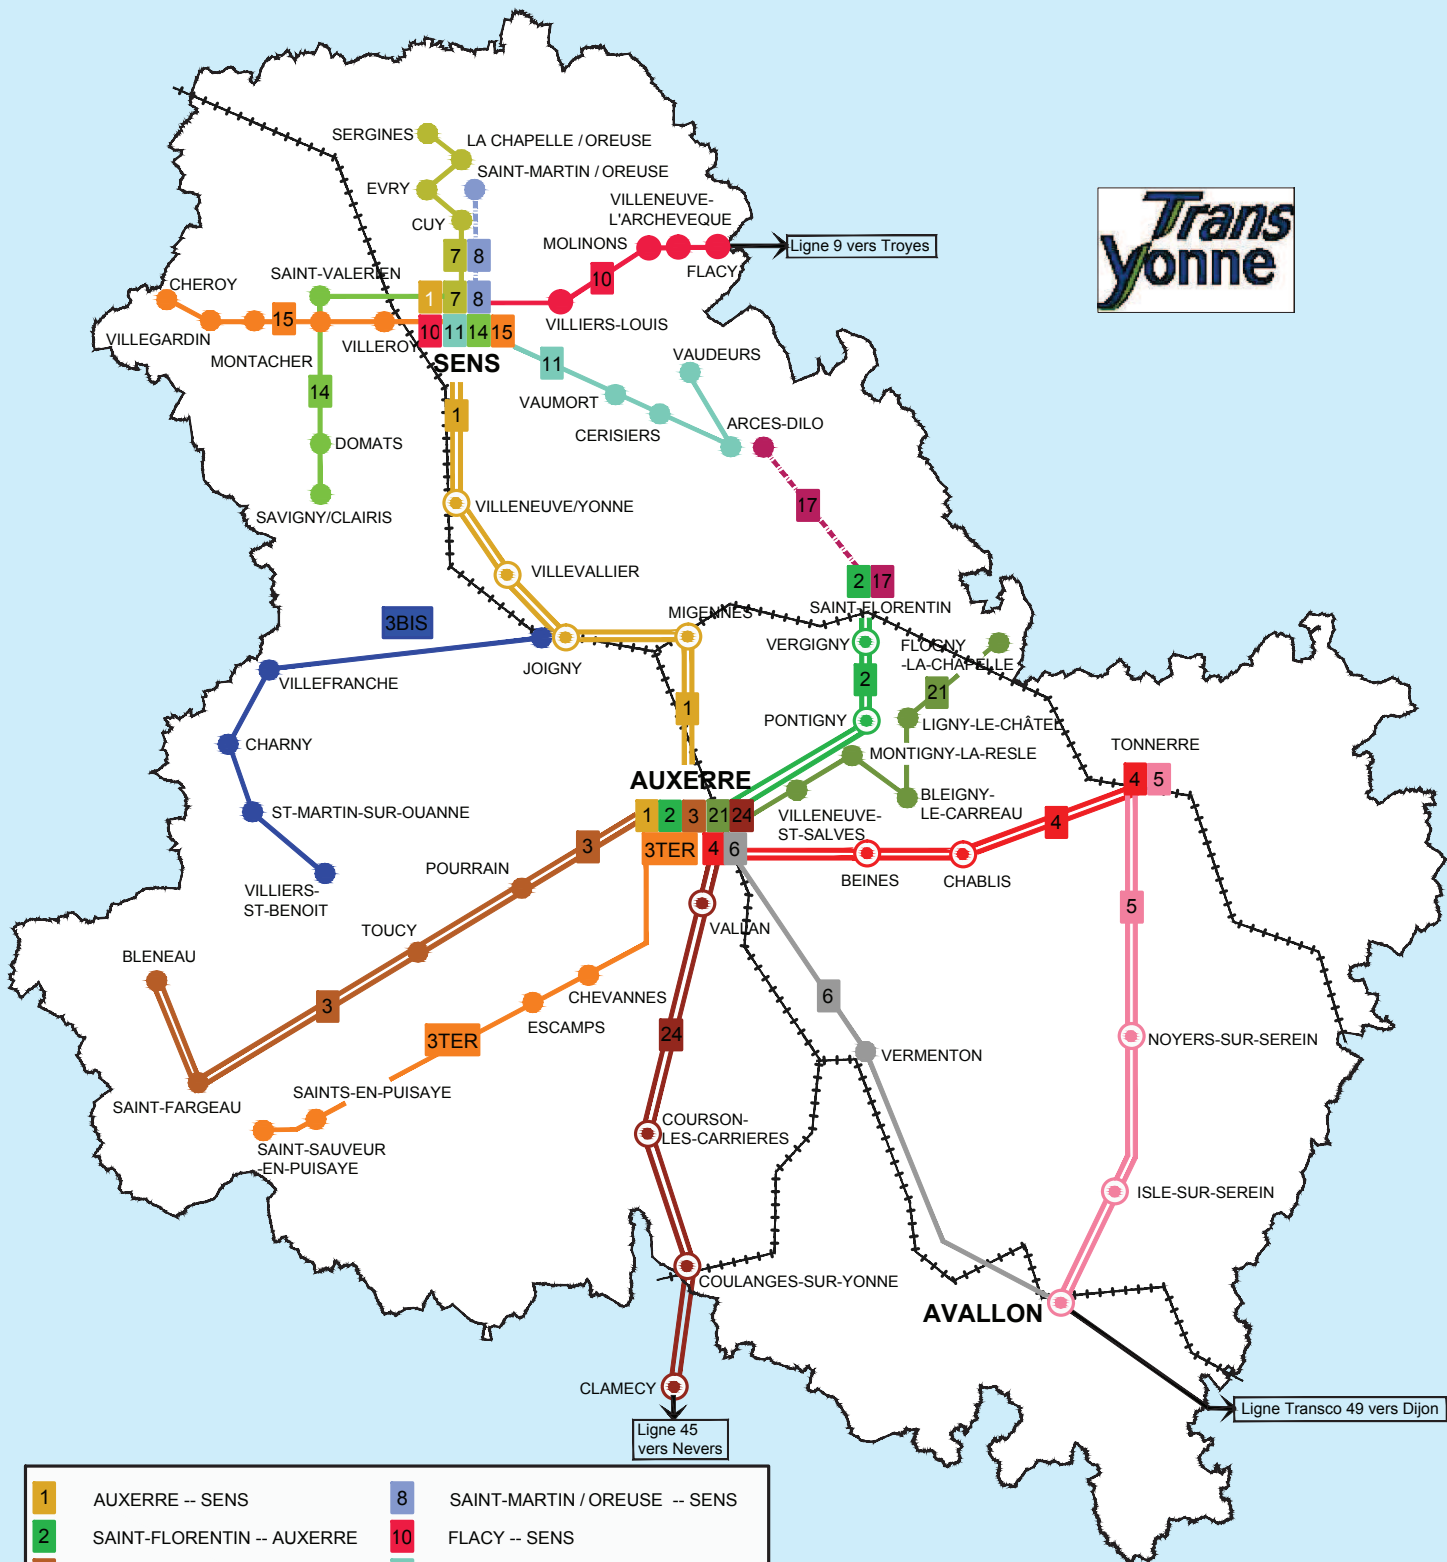 SERGINES
LA CHAPELLE / OREUSE
SAINT-MARTIN / OREUSE
EVRY
CUY
VILLENEUVE-
L'ARCHEVEQUE
MOLINONS
FLACY
Ligne 9 vers Troyes
Trans
Yonne
7
8
10
SAINT-VALERIEN
CHEROY
1
7
8
VILLIERS-LOUIS
15
VILLEGARDIN
MONTACHER
VILLEROY
10
11
14
15
SENS
11
VAUDEURS
14
VAUMORT
CERISIERS
ARCES-DILO
1
DOMATS
SAVIGNY/CLAIRIS
VILLENEUVE/YONNE
17
VILLEVALLIER
2
17
SAINT-FLORENTIN
3BIS
MIGENNES
VERGIGNY
FLOGNY
-LA-CHAPELLE
JOIGNY
VILLEFRANCHE
2
21
1
PONTIGNY
LIGNY-LE-CHÂTEL
CHARNY
MONTIGNY-LA-RESLE
TONNERRE
AUXERRE
4
5
ST-MARTIN-SUR-OUANNE
BLEIGNY-
LE-CARREAU
VILLENEUVE-
ST-SALVES
1
2
3
21
24
4
3
3TER
4
6
POURRAIN
BEINES
CHABLIS
VILLIERS-
ST-BENOIT
5
VALLAN
TOUCY
BLENEAU
CHEVANNES
6
3
ESCAMPS
3TER
24
NOYERS-SUR-SEREIN
VERMENTON
SAINTS-EN-PUISAYE
SAINT-FARGEAU
COURSON-
LES-CARRIERES
SAINT-SAUVEUR
-EN-PUISAYE
ISLE-SUR-SEREIN
COULANGES-SUR-YONNE
AVALLON
CLAMECY
Ligne Transco 49 vers Dijon
Ligne 45
vers Nevers
1 AUXERRE -- SENS
8 SAINT-MARTIN / OREUSE -- SENS
2 SAINT-FLORENTIN -- AUXERRE
10 FLACY -- SENS